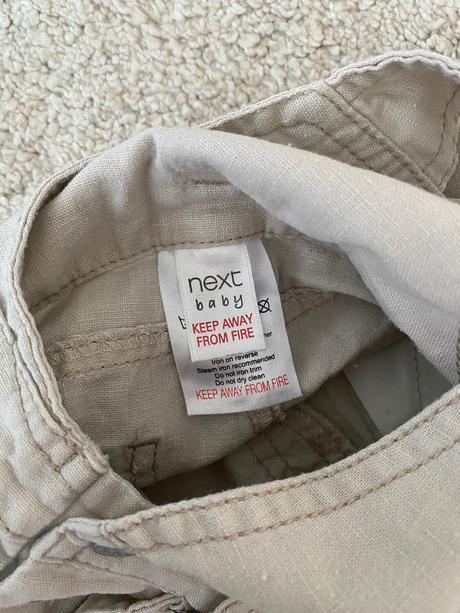 next
baby
KEEP AWAY
FROM FIRE
Iron on reverse
Steam iron recommended
Do not iron trim
Do not dry clean
KEEP AWAY FROM FIRE